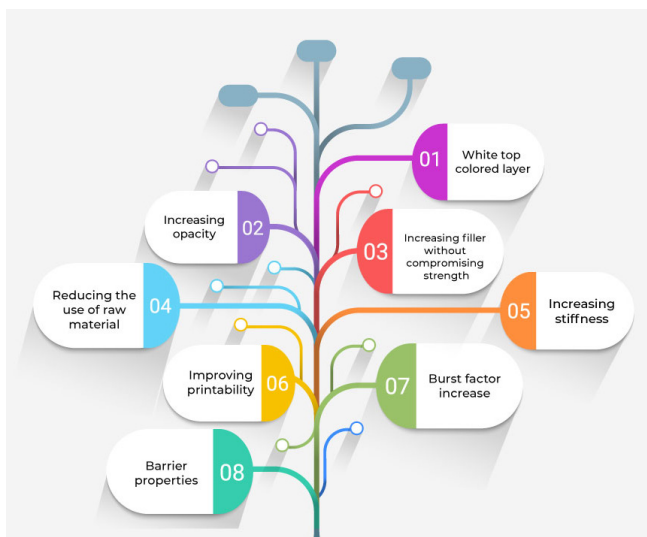 01
White top
colored layer
Increasing
opacity
02
03
Increasing filler
without
compromising
strength
Reducing the
use of raw
material
04
05
Increasing
stiffness
Improving
printability
06
07
Burst factor
increase
Barrier
properties
08